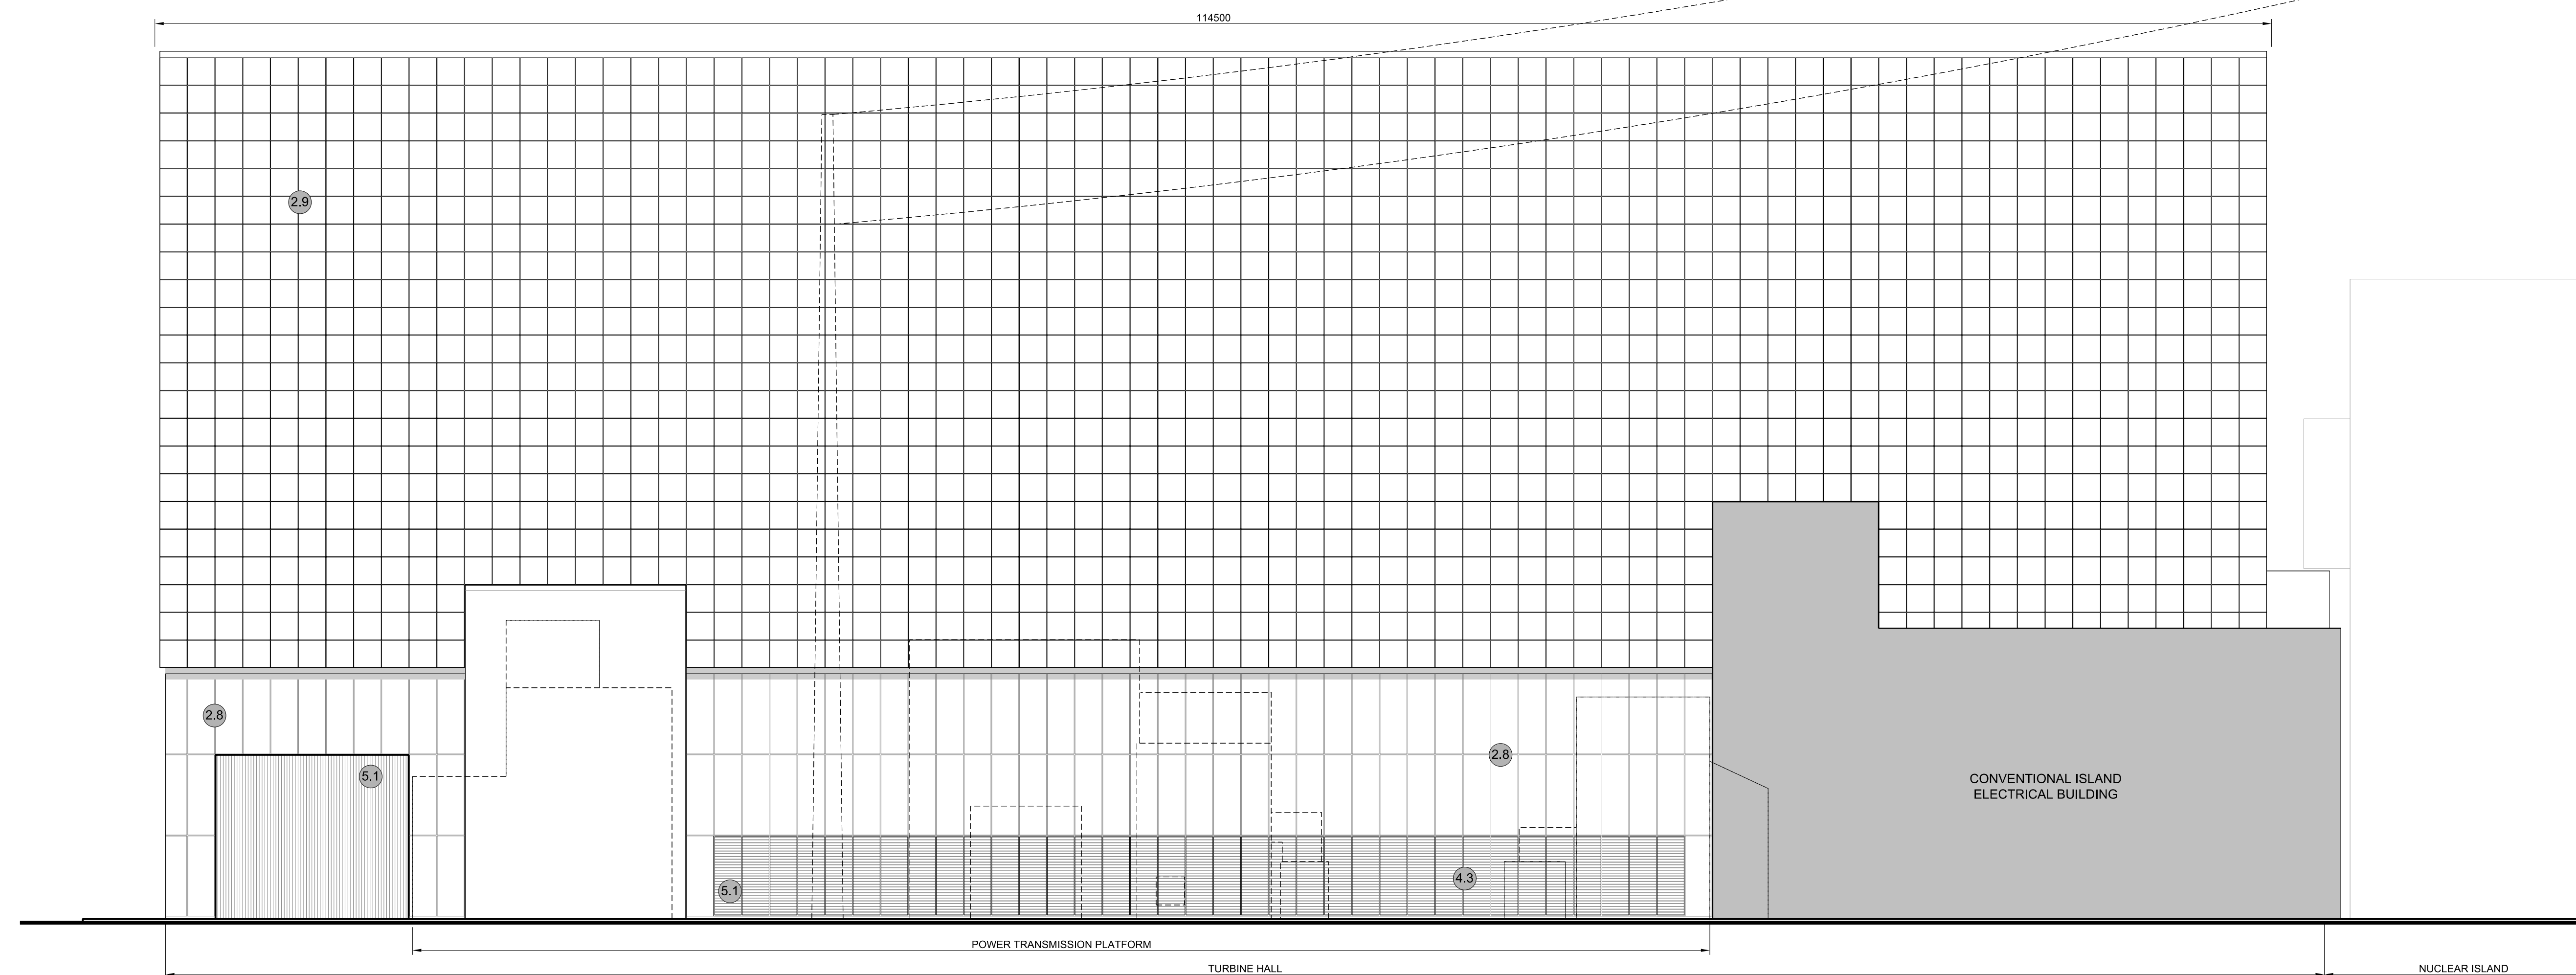 114500
2.9
2.8
2.8
5.1
CONVENTIONAL ISLAND
ELECTRICAL BUILDING
4.3
5.1
POWER TRANSMISSION PLATFORM
TURBINE HALL
NUCLEAR ISLAND